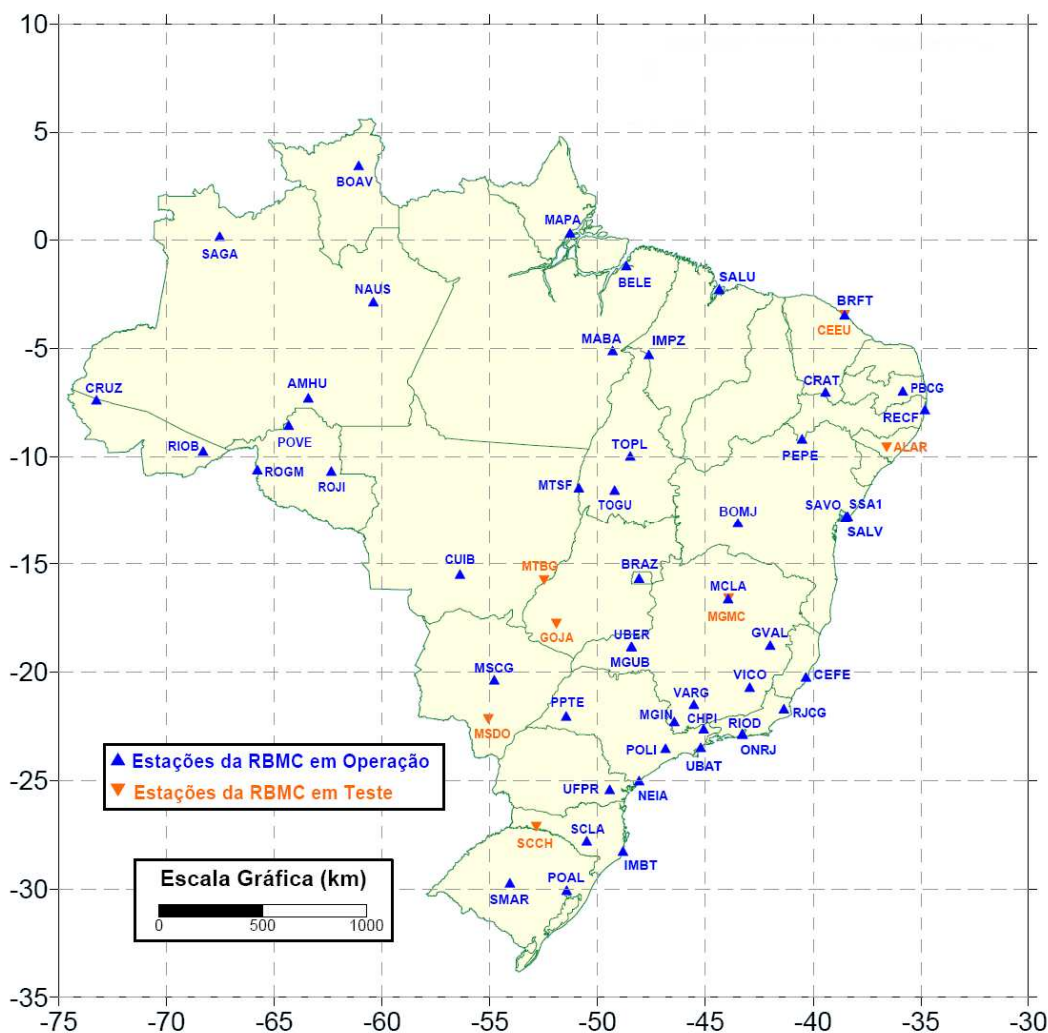 10
5
0
-5
-10
-15
-20
-25
-30
-35
-75
-70
-65
-60
-55
-50
-45
-40
-35
-30
BOAV
SAGA
MAPA
NAUS
BELE
SALU
BRFT
CEEU
MABA
IMPZ
CRUZ
AMHU
CRAT
PBCG
RECF
RIOB
POVE
ROGM
ROJI
TOPL
PEPE
ALAR
MTSF
TOGU
BOMJ
SAVO
SSA1
SALV
CUIB
MTBG
BRAZ
MCLA
MGMC
GOJA
UBER
MGUB
GVAL
MSCG
VICO
CEFE
PPTE
VARG
MGIN
CHPI
RIOD
RJCG
MSDO
POLI
UBAT
ONRJ
UFPR
NEIA
SCCH
SCLA
IMBT
SMAR
POAL
Estações da RBMC em Operação
Estações da RBMC em Teste
Escala Gráfica (km)
0 500 1000